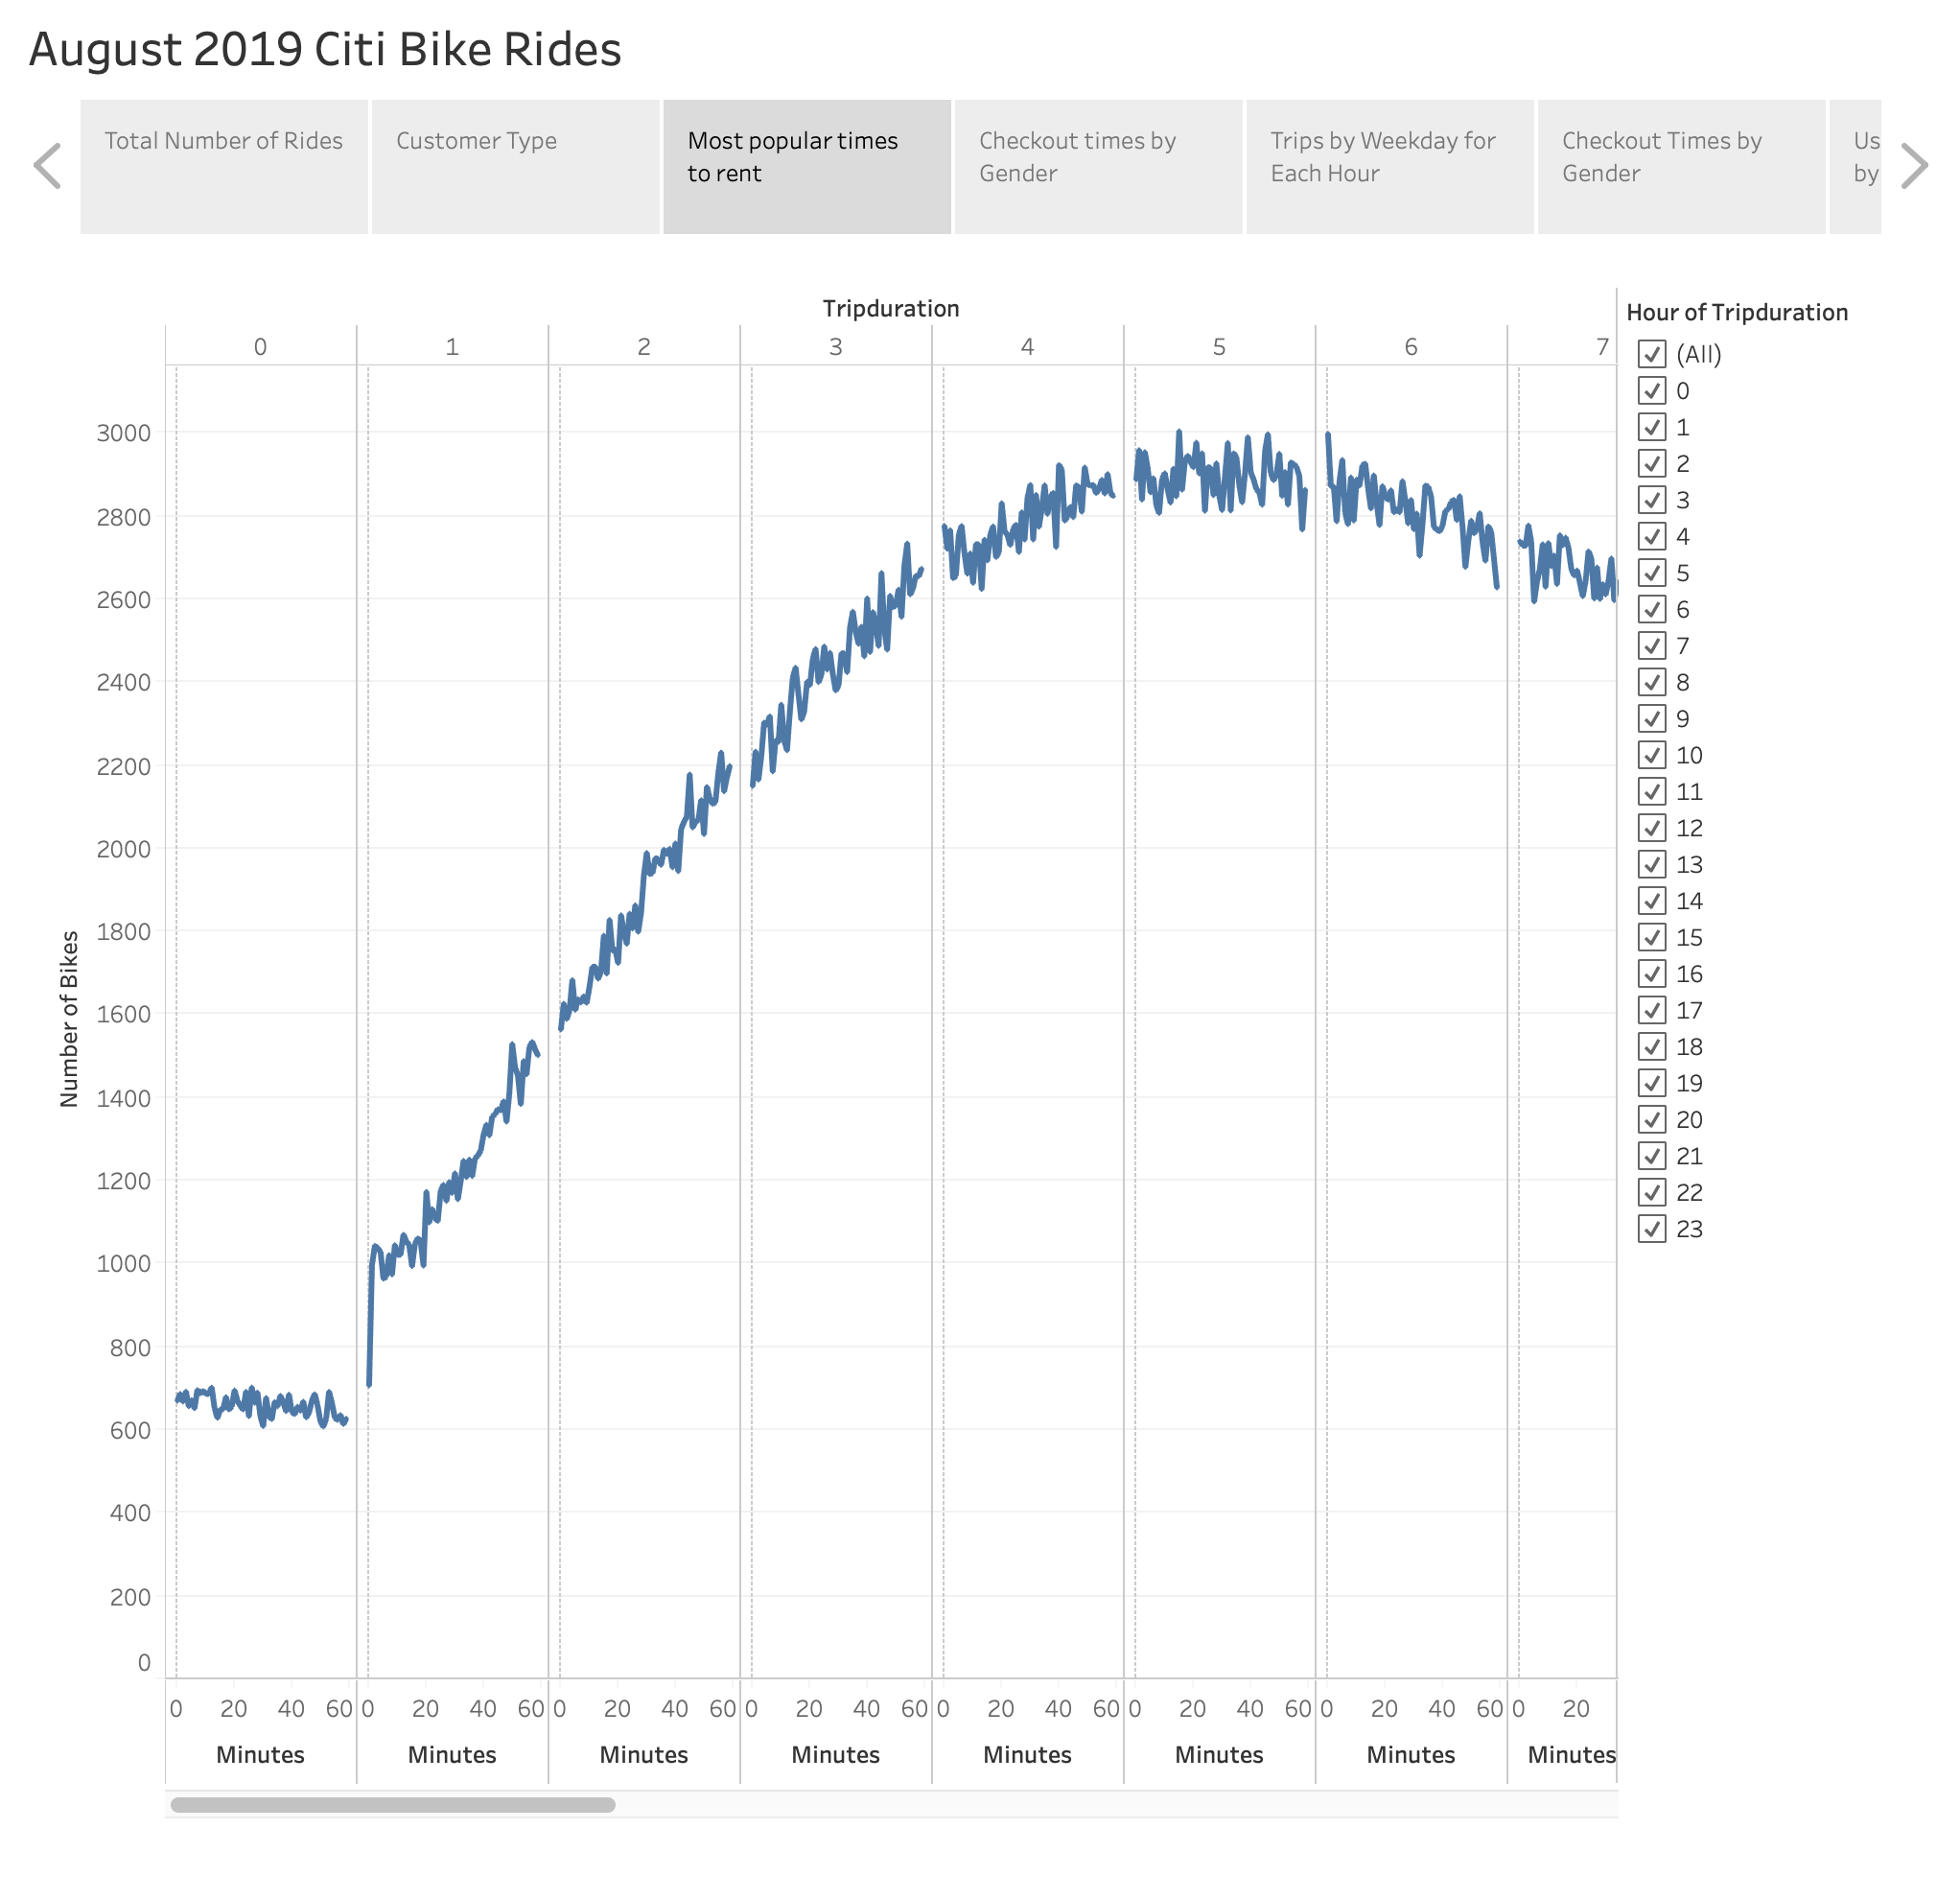 August 2019 Citi Bike Rides
Total Number of Rides
Customer Type
Most popular times
to rent
Checkout times by
Gender
Trips by Weekday for
Each Hour
Checkout Times by
Gender
Us
by
Tripduration
0 1 2 3 4 5 6 7
3000
2800
2600
2400
2200
2000
1800
1600
1400
1200
1000
800
600
400
200
0
Number of Bikes
0 20 40 60 0 20 40 60 0 20 40 60 0 20 40 60 0 20 40 60 0 20 40 60 0 20 40 60 0 20
Minutes Minutes Minutes Minutes Minutes Minutes Minutes Minutes
Hour of Tripduration
(All)
0
1
2
3
4
5
6
7
8
9
10
11
12
13
14
15
16
17
18
19
20
21
22
23